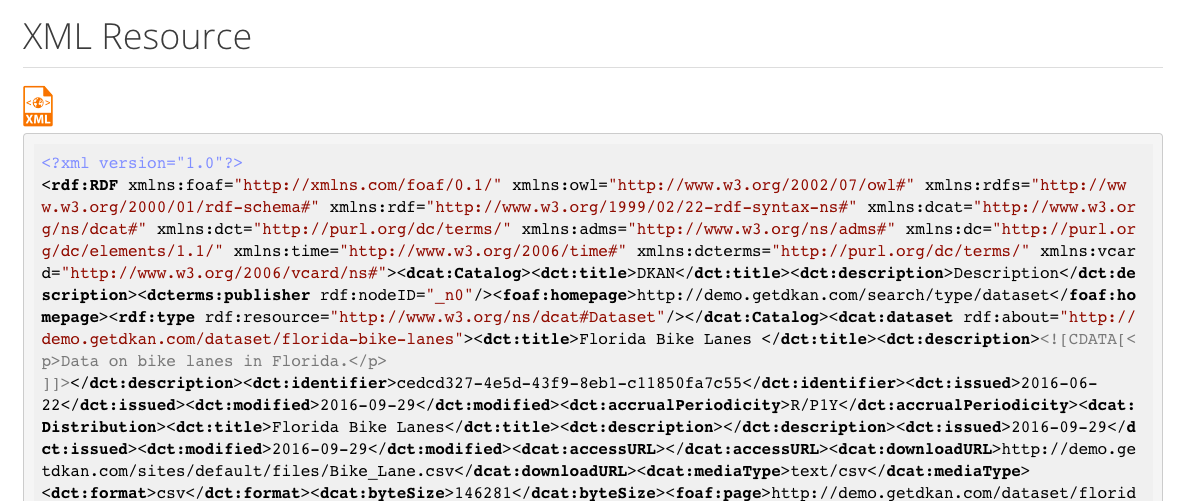 XML Resource
<> XML
<?xml version="1.0"?>
<rdf:RDF xmlns:foaf="http://xmlns.com/foaf/0.1/" xmlns:owl="http://www.w3.org/2002/07/owl#" xmlns:rdfs="http://ww
w.w3.org/2000/01/rdf-schema#" xmlns:rdf="http://www.w3.org/1999/02/22-rdf-syntax-ns#" xmlns:dcat="http://www.w3.or
g/ns/dcat#" xmlns:dct="http://purl.org/dc/terms/" xmlns:adms="http://www.w3.org/ns/adms#" xmlns:dc="http://purl.or
g/dc/elements/1.1/" xmlns:time="http://www.w3.org/2006/time#" xmlns:dcterms="http://purl.org/dc/terms/" xmlns:vcar
d="http://www.w3.org/2006/vcard/ns#"><dcat:Catalog><dct:title>DKAN</dct:title><dct:description>Description</dct:de
scription><dcterms:publisher rdf:nodeID="_n0"/><foaf:homepage>http://demo.getdkan.com/search/type/dataset</foaf:ho
mepage><rdf:type rdf:resource="http://www.w3.org/ns/dcat#Dataset"/></dcat:Catalog><dcat:dataset rdf:about="http://
demo.getdkan.com/dataset/florida-bike-lanes"><dct:title>Florida Bike Lanes </dct:title><dct:description><![CDATA[<
p>Data on bike lanes in Florida.</p>
]]></dct:description><dct:identifier>cedcd327-4e5d-43f9-8eb1-c11850fa7c55</dct:identifier><dct:issued>2016-06-
22</dct:issued><dct:modified>2016-09-29</dct:modified><dct:accrualPeriodicity>R/P1Y</dct:accrualPeriodicity><dcat:
Distribution><dct:title>Florida Bike Lanes</dct:title><dct:description></dct:description><dct:issued>2016-09-29</d
ct:issued><dct:modified>2016-09-29</dct:modified><dcat:accessURL></dcat:accessURL><dcat:downloadURL>http://demo.ge
tdkan.com/sites/default/files/Bike_Lane.csv</dcat:downloadURL><dcat:mediaType>text/csv</dcat:mediaType>
<dct:format>csv</dct:format><dcat:byteSize>146281</dcat:byteSize><foaf:page>http://demo.getdkan.com/dataset/florid